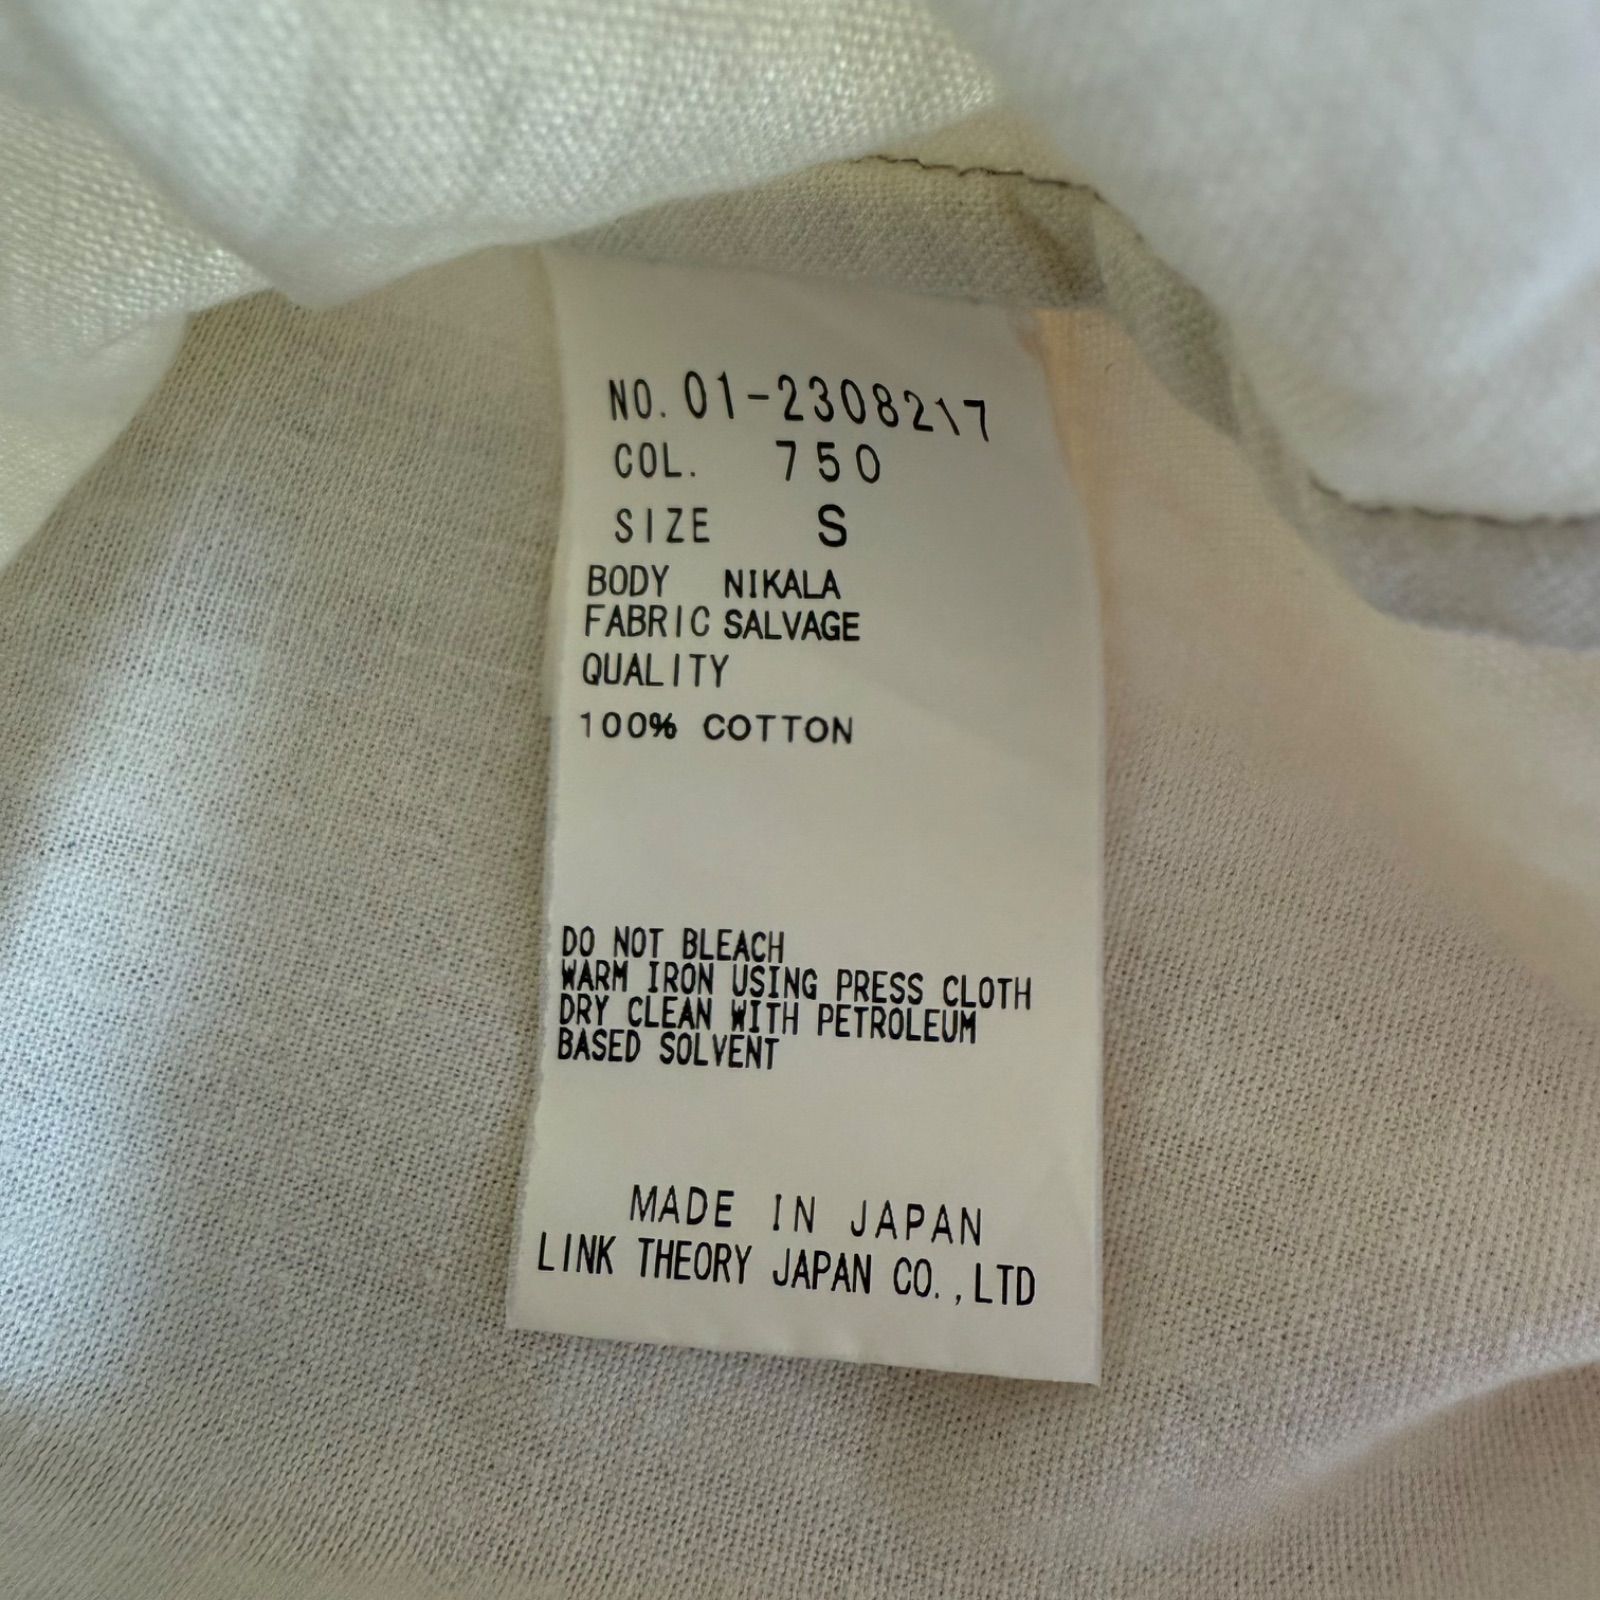 NO. 01-2308217
COL. 750
SIZE S
BODY NIKALA
FABRIC SALVAGE
QUALITY
100% COTTON
DO NOT BLEACH
WARM IRON USING PRESS CLOTH
DRY CLEAN WITH PETROLEUM
BASED SOLVENT
MADE IN JAPAN
LINK THEORY JAPAN CO.,LTD